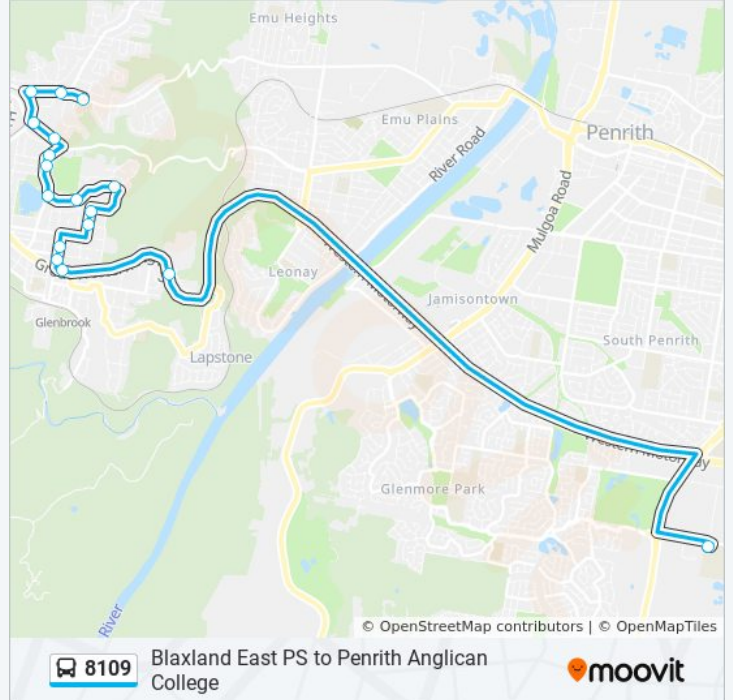 Emu Heights
Emu Plains
Penrith
River Road
Mulgoa Road
Western Motorway
Leonay
Jamisontown
Glenbrook
South Penrith
Lapstone
Glenmore Park
River
© OpenStreetMap contributors | © OpenMapTiles
8109
Blaxland East PS to Penrith Anglican
College
moovit